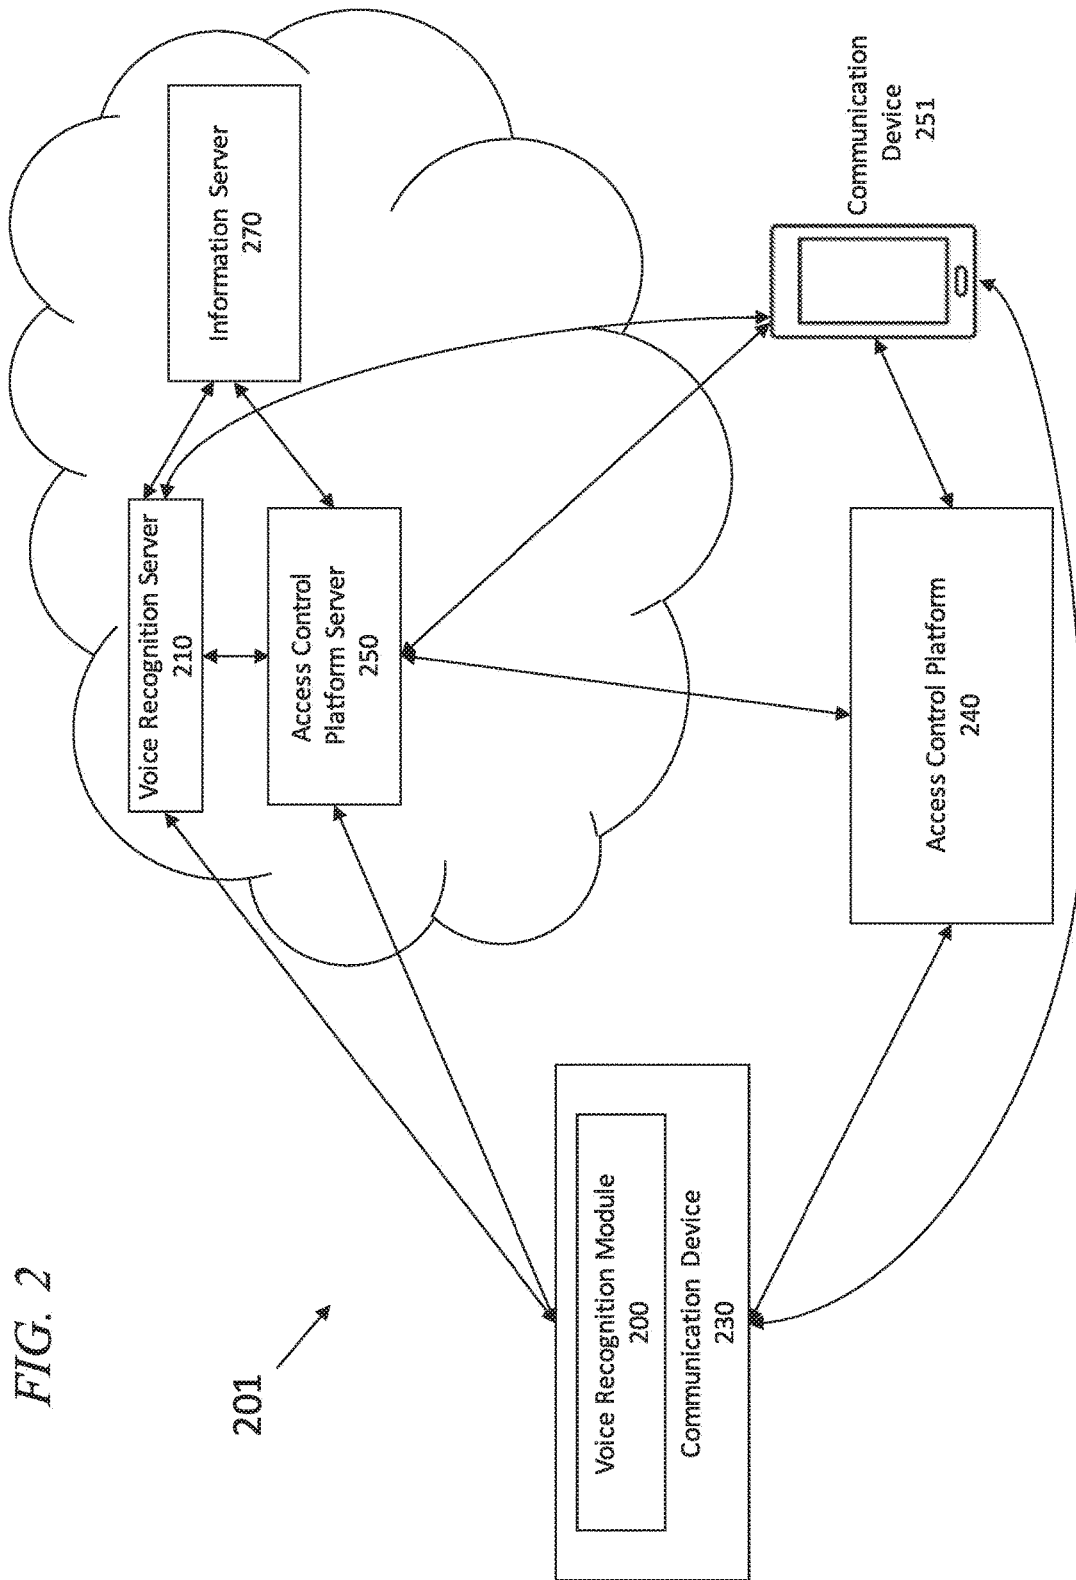 FIG. 2
201
Voice Recognition Server
210
Access Control
Platform Server
250
Information Server
270
Voice Recognition Module
200
Communication Device
230
Access Control Platform
240
Communication
Device
251